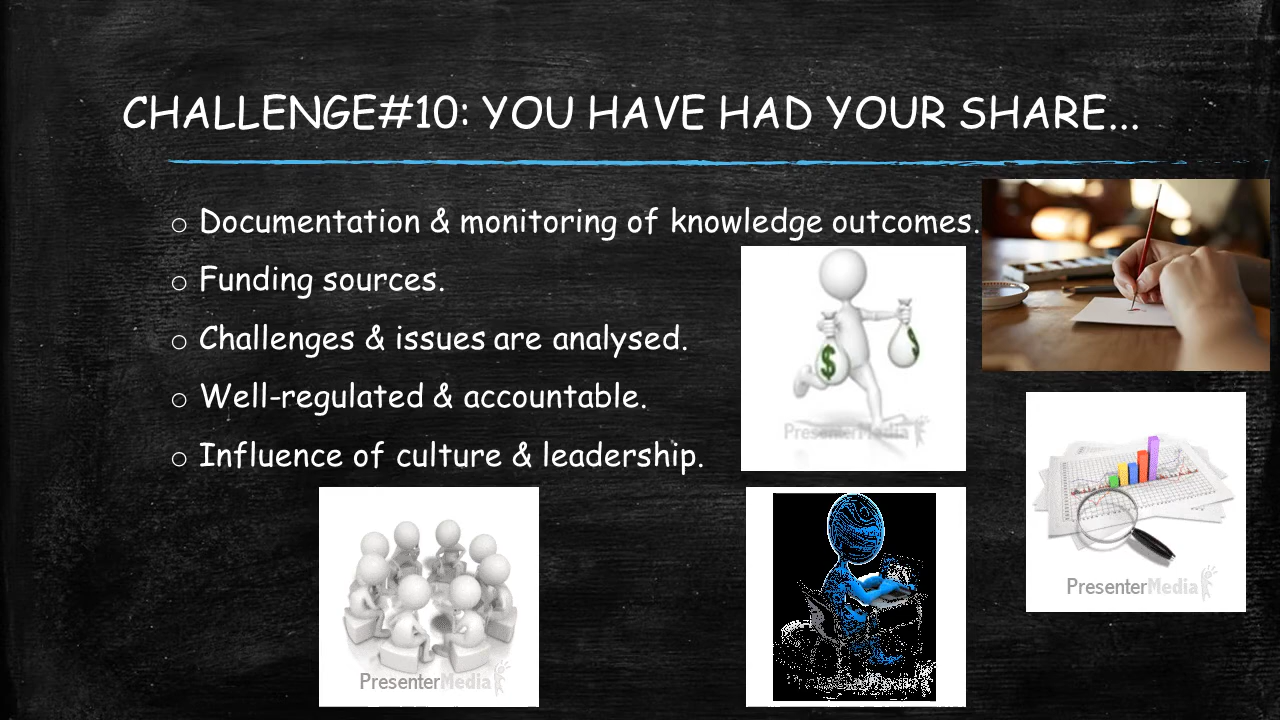 CHALLENGE#10: YOU HAVE HAD YOUR SHARE...
Documentation & monitoring of knowledge outcomes.
Funding sources.
Challenges & issues are analysed.
Well-regulated & accountable.
Influence of culture & leadership.
$
PresenterMedia
PresenterMedia
PresenterMedia